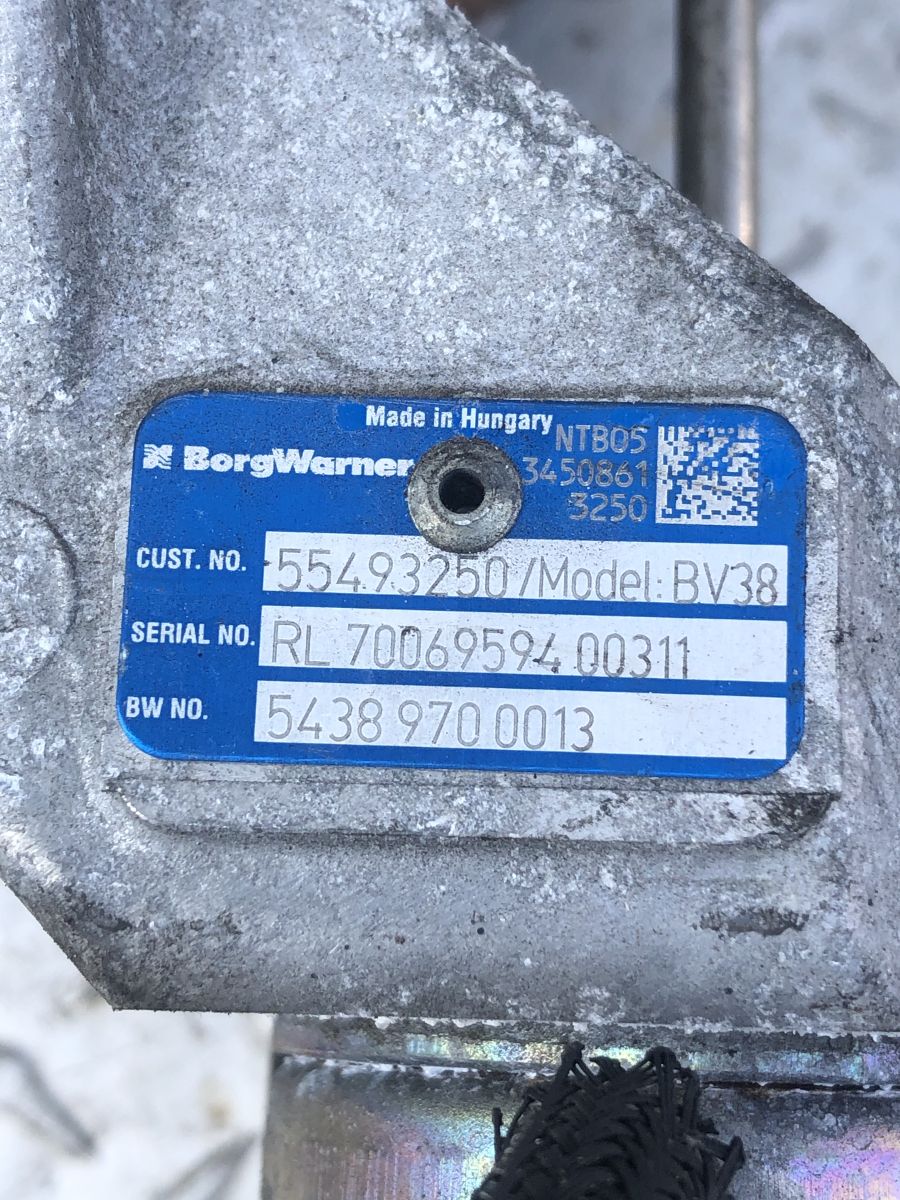 Made in Hungary
BorgWarner
NTB05
3450861
3250
CUST. NO. 55493250/Model: BV38
SERIAL NO. RL 70069594 00311
BW NO. 5438 970 0013